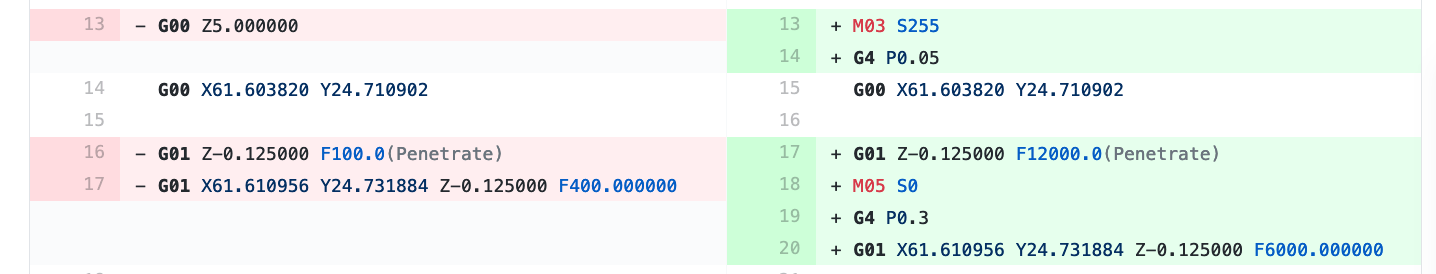 13 - G00 Z5.000000
13 + M03 S255
14 + G4 P0.05
14 G00 X61.603820 Y24.710902
15 G00 X61.603820 Y24.710902
15
16
16 - G01 Z-0.125000 F100.0(Penetrate)
17 + G01 Z-0.125000 F12000.0(Penetrate)
17 - G01 X61.610956 Y24.731884 Z-0.125000 F400.000000
18 + M05 S0
19 + G4 P0.3
20 + G01 X61.610956 Y24.731884 Z-0.125000 F6000.000000